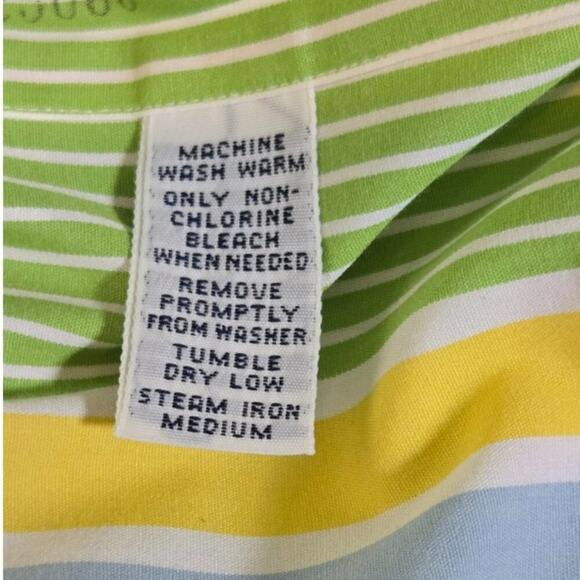 MACHINE
WASH WARM
ONLY NON-
CHLORINE
BLEACH
WHEN NEEDED
REMOVE
PROMPTLY
FROM WASHER
TUMBLE
DRY LOW
STEAM IRON
MEDIUM